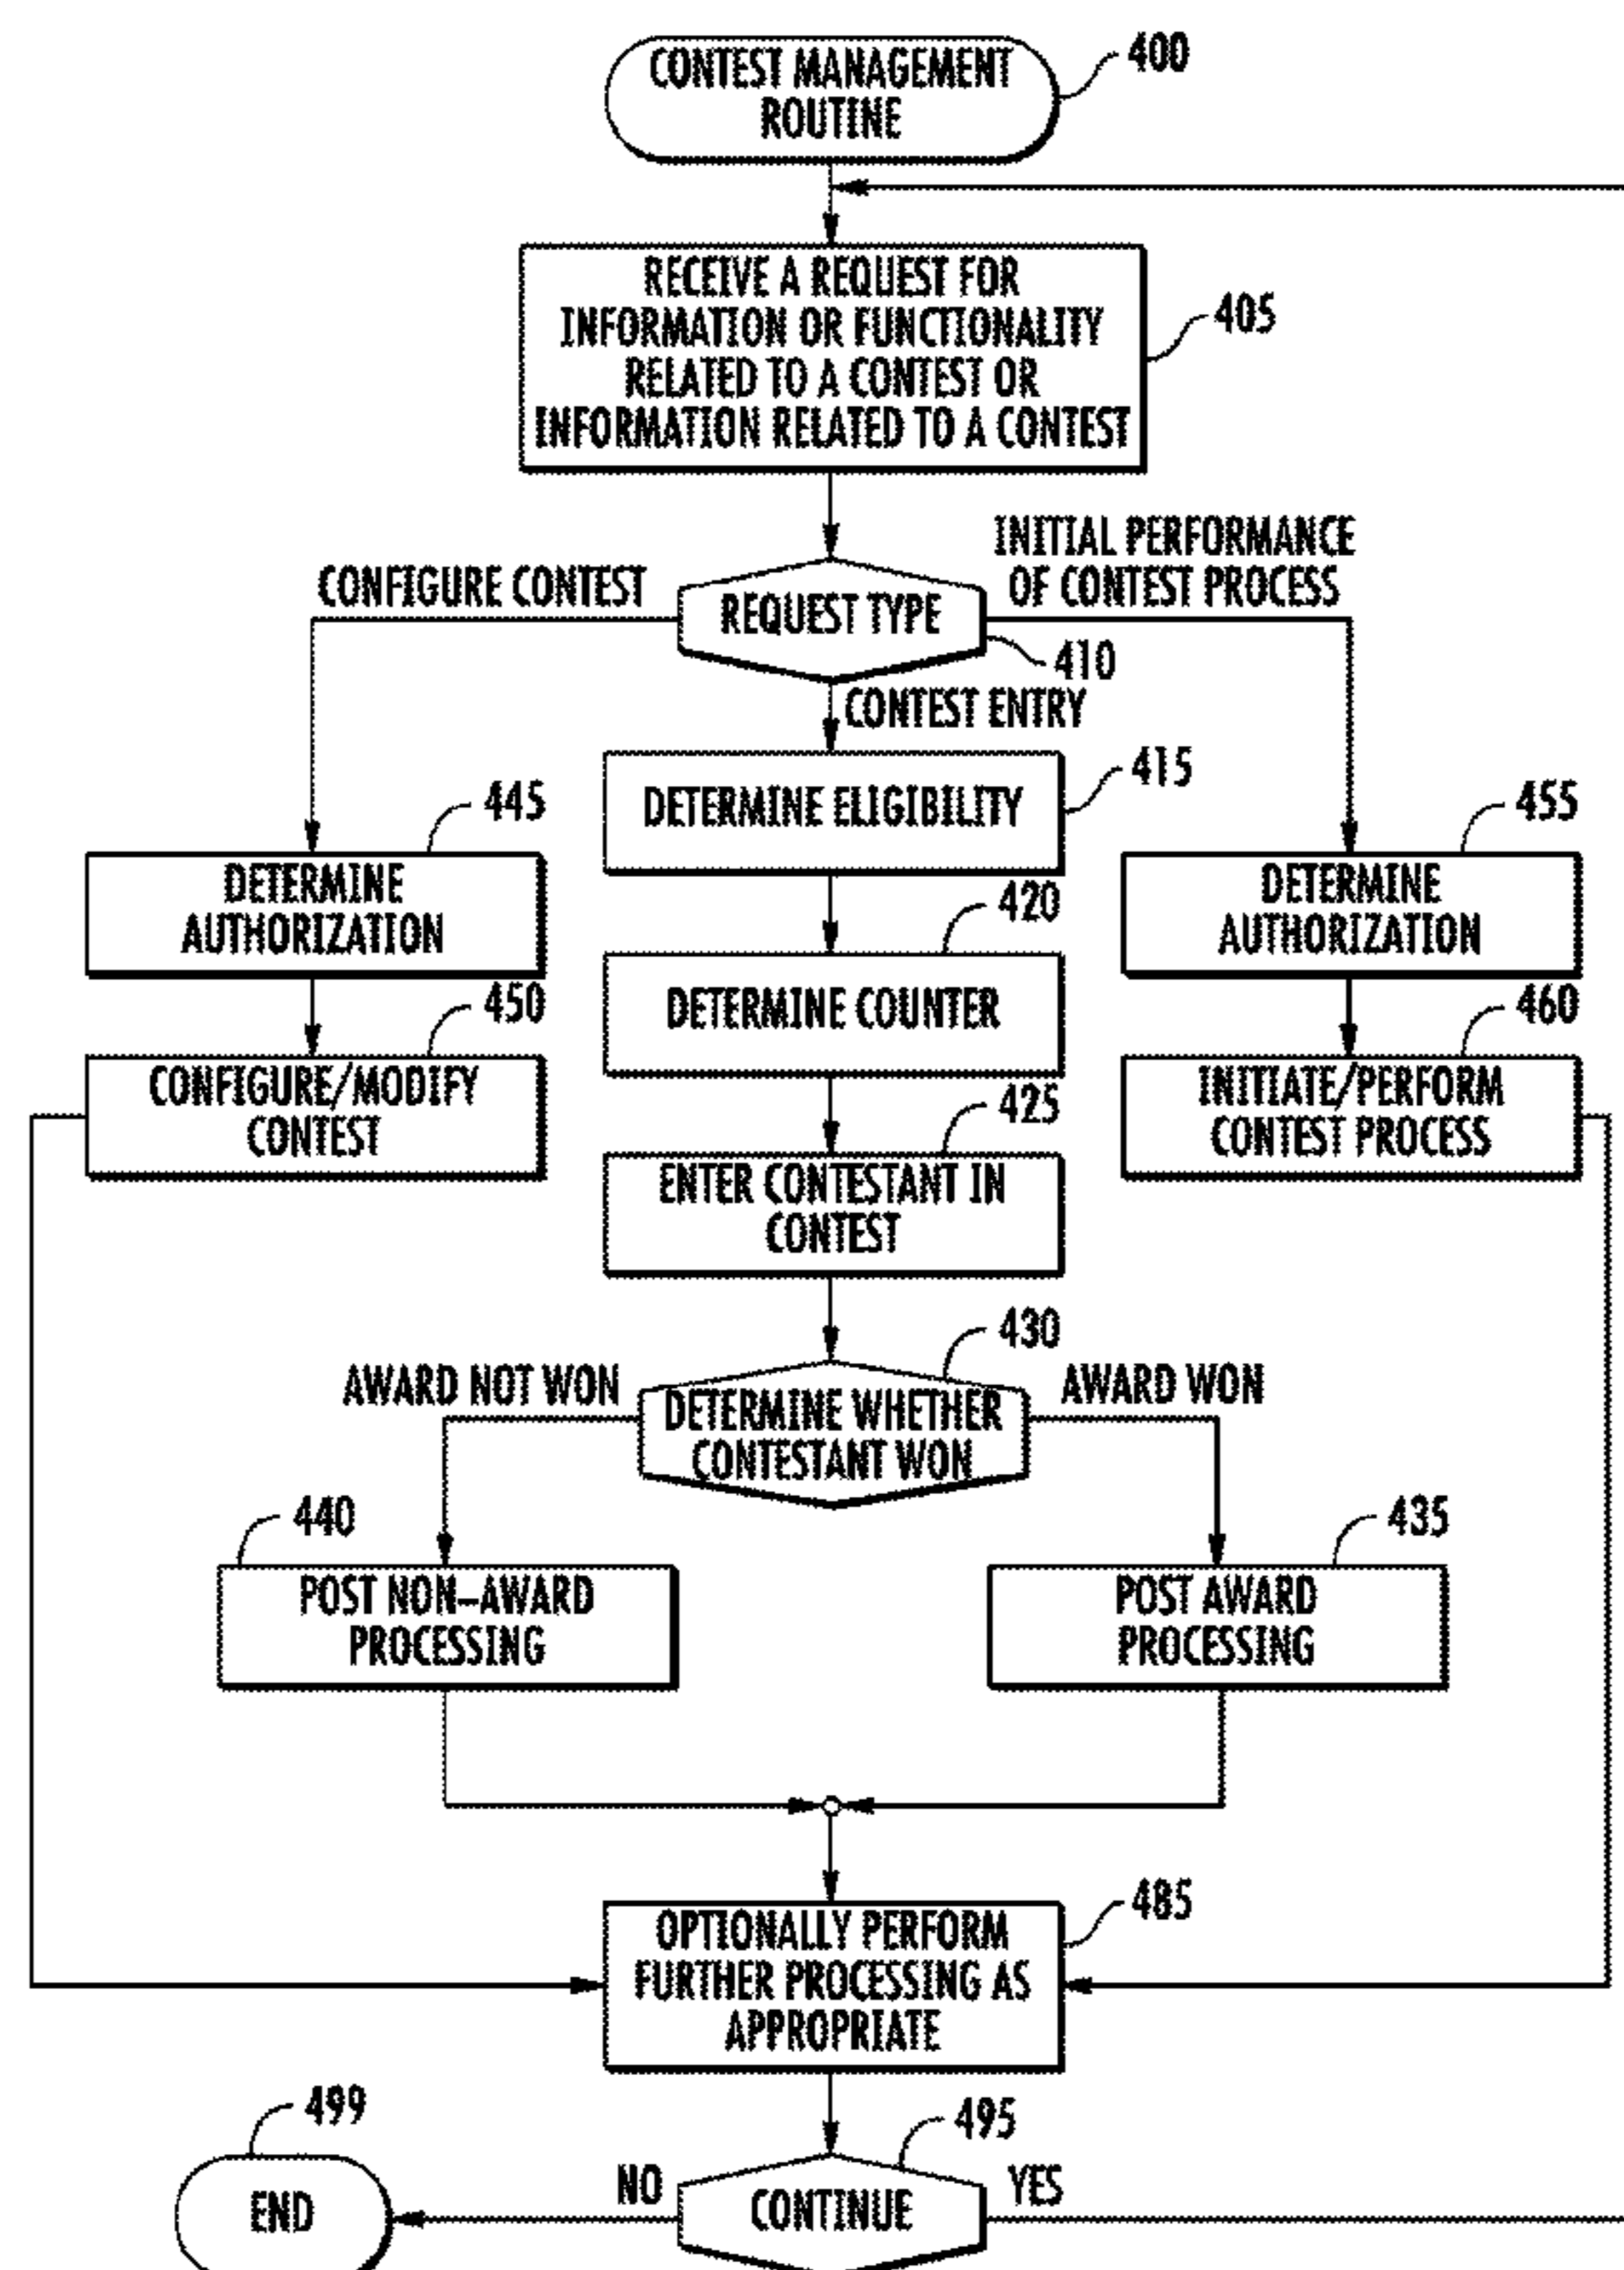 CONTEST MANAGEMENT
ROUTINE
400
RECEIVE A REQUEST FOR
INFORMATION OR FUNCTIONALITY
RELATED TO A CONTEST OR
INFORMATION RELATED TO A CONTEST
405
INITIAL PERFORMANCE
OF CONTEST PROCESS
CONFIGURE CONTEST
REQUEST TYPE
410
CONTEST ENTRY
DETERMINE ELIGIBILITY
415
445
DETERMINE
AUTHORIZATION
455
DETERMINE
AUTHORIZATION
420
DETERMINE COUNTER
450
CONFIGURE/MODIFY
CONTEST
460
INITIATE/PERFORM
CONTEST PROCESS
425
ENTER CONTESTANT IN
CONTEST
430
DETERMINE WHETHER
CONTESTANT WON
AWARD NOT WON
AWARD WON
440
POST NON-AWARD
PROCESSING
435
POST AWARD
PROCESSING
485
OPTIONALLY PERFORM
FURTHER PROCESSING AS
APPROPRIATE
499
END
495
NO
CONTINUE
YES